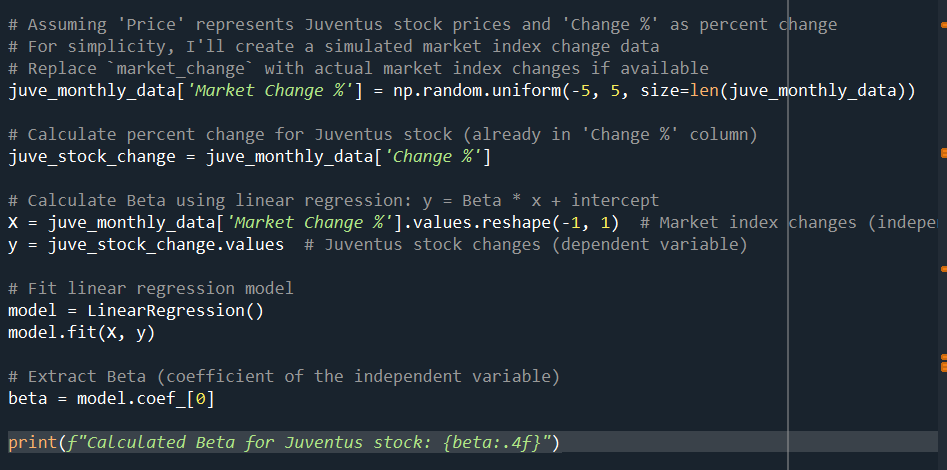 # Assuming 'Price' represents Juventus stock prices and 'Change %' as percent change
# For simplicity, I'll create a simulated market index change data
# Replace `market_change` with actual market index changes if available
juve_monthly_data['Market Change %'] = np.random.uniform(-5, 5, size=len(juve_monthly_data))
# Calculate percent change for Juventus stock (already in 'Change %' column)
juve_stock_change = juve_monthly_data['Change %']
# Calculate Beta using linear regression: y = Beta * x + intercept
X = juve_monthly_data['Market Change %'].values.reshape(-1, 1)  # Market index changes (indepe
y = juve_stock_change.values  # Juventus stock changes (dependent variable)
# Fit linear regression model
model = LinearRegression()
model.fit(X, y)
# Extract Beta (coefficient of the independent variable)
beta = model.coef_[0]
print(f"Calculated Beta for Juventus stock: {beta:.4f}")